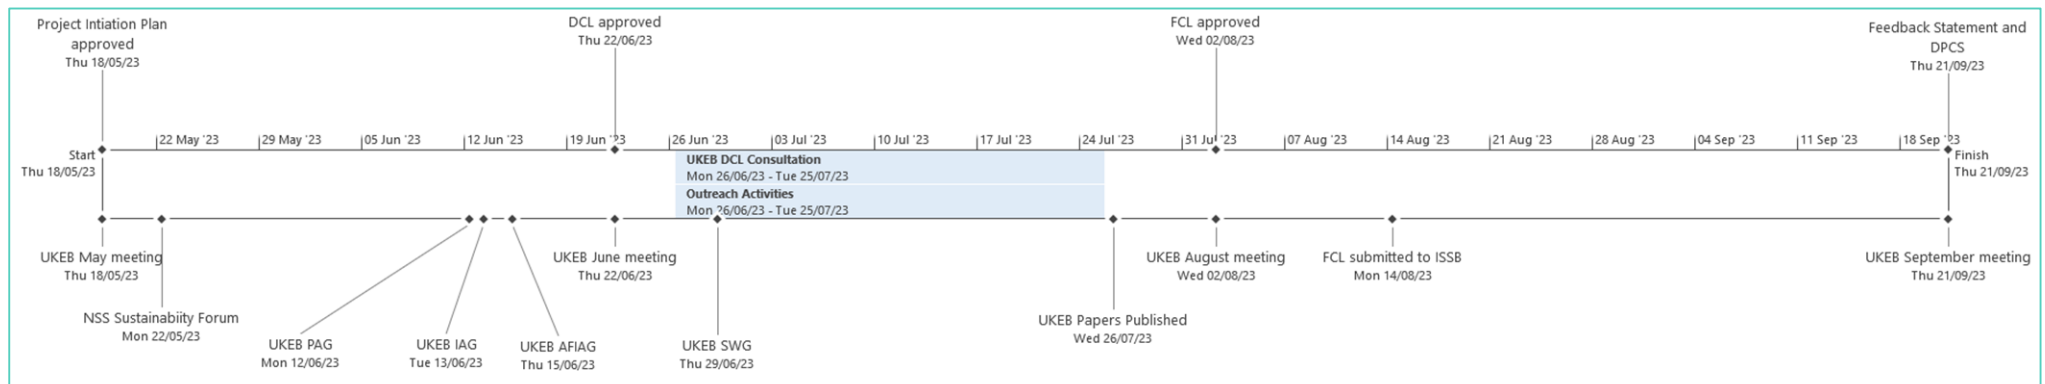 Project Intiation Plan
approved
Thu 18/05/23
DCL approved
Thu 22/06/23
FCL approved
Wed 02/08/23
Feedback Statement and
DPCS
Thu 21/09/23
22 May '23
29 May '23
05 Jun '23
12 Jun '23
19 Jun '23
26 Jun '23
03 Jul '23
10 Jul '23
17 Jul '23
24 Jul '23
31 Jul '23
07 Aug '23
14 Aug '23
21 Aug '23
28 Aug '23
04 Sep '23
11 Sep '23
18 Sep '23
Start
Thu 18/05/23
UKEB DCL Consultation
Mon 26/06/23 - Tue 25/07/23
Outreach Activities
Mon 26/06/23 - Tue 25/07/23
Finish
Thu 21/09/23
UKEB May meeting
Thu 18/05/23
UKEB June meeting
Thu 22/06/23
UKEB August meeting
Wed 02/08/23
FCL submitted to ISSB
Mon 14/08/23
UKEB September meeting
Thu 21/09/23
NSS Sustainabiity Forum
Mon 22/05/23
UKEB PAG
Mon 12/06/23
UKEB IAG
Tue 13/06/23
UKEB AFIAG
Thu 15/06/23
UKEB SWG
Thu 29/06/23
UKEB Papers Published
Wed 26/07/23